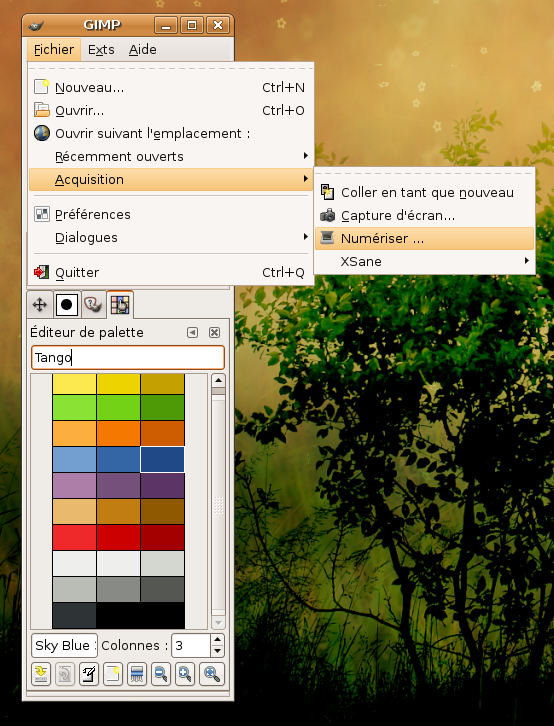 GIMP
Fichier Exts Aide
Nouveau... Ctrl+N
Ouvrir... Ctrl+O
Ouvrir suivant l'emplacement :
Récemment ouverts
Acquisition
Préférences
Dialogues
Quitter Ctrl+Q
Coller en tant que nouveau
Capture d'écran...
Numériser ...
XSane
Éditeur de palette
Tango
Sky Blue Colonnes : 3